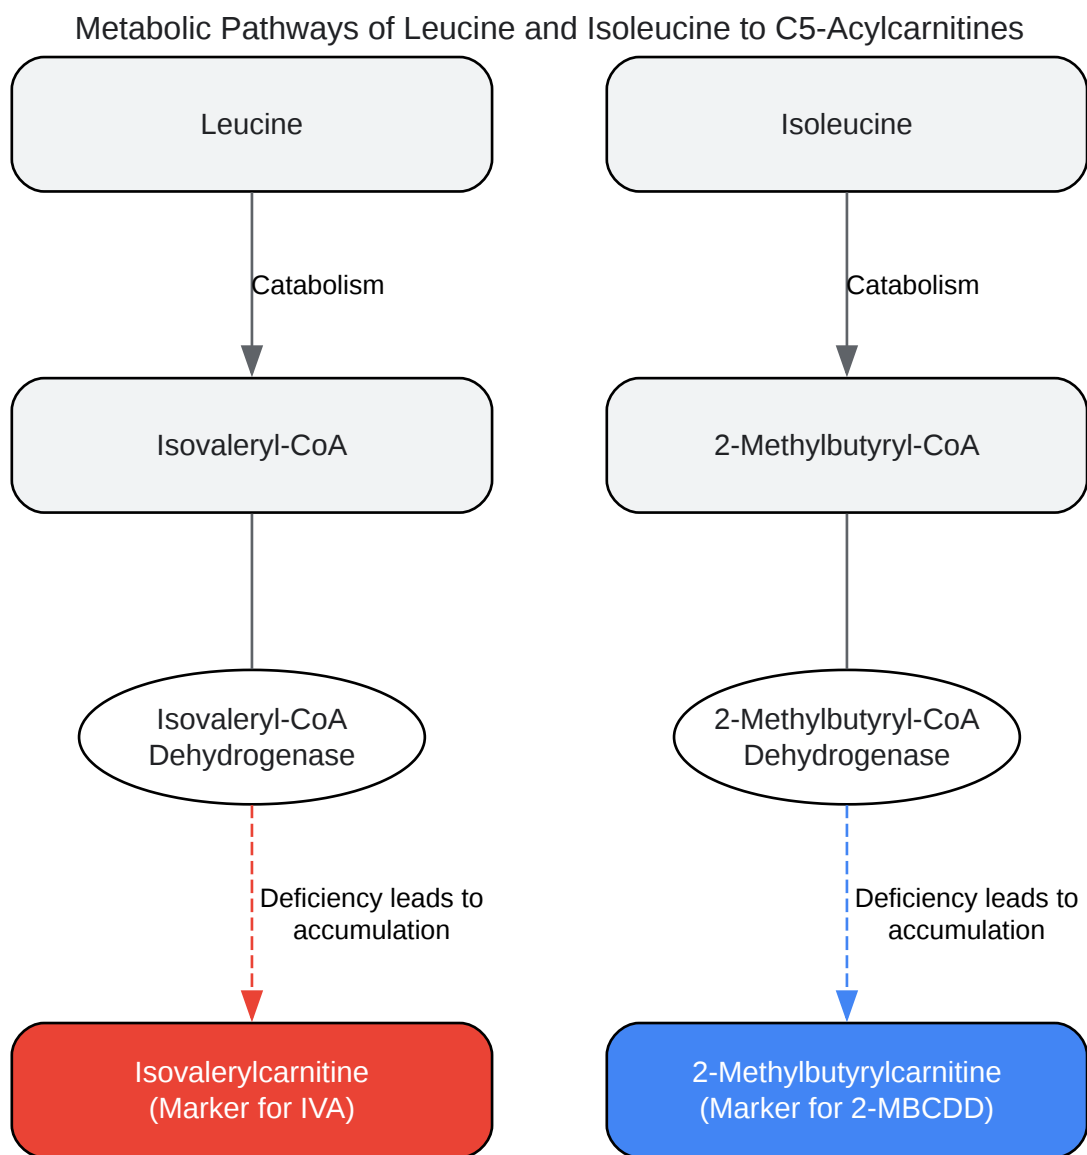 Metabolic Pathways of Leucine and Isoleucine to C5-Acylcarnitines
Leucine
Isoleucine
Catabolism
Catabolism
Isovaleryl-CoA
2-Methylbutyryl-CoA
Isovaleryl-CoA
Dehydrogenase
2-Methylbutyryl-CoA
Dehydrogenase
Deficiency leads to
accumulation
Deficiency leads to
accumulation
Isovalerylcarnitine
(Marker for IVA)
2-Methylbutyrylcarnitine
(Marker for 2-MBCDD)